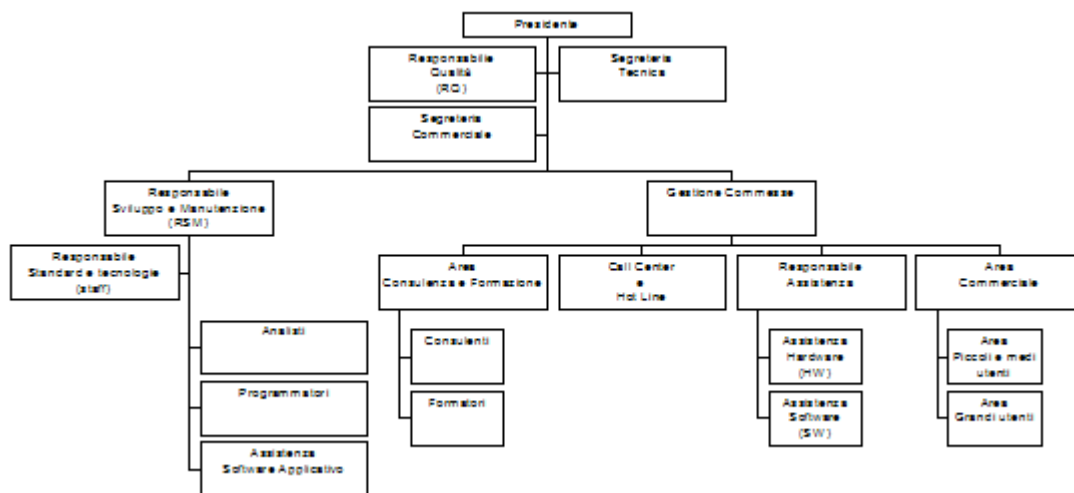 Presidente
Responsabile
Qualità
(RQ)
Segreteria
Tecnica
Segreteria
Commerciale
Responsabile
Sviluppo e Manutenzione
(RSM)
Gestione Commesse
Responsabile
Standard e tecnologie
(staff)
Area
Consulenza e Formazione
Call Center
e
Hot Line
Responsabile
Assistenza
Area
Commerciale
Analisti
Programmatori
Assistenza
Software Applicativo
Consulenti
Formatori
Assistenza
Hardware
(HW)
Assistenza
Software
(SW)
Area
Piccoli e medi
utenti
Area
Grandi utenti